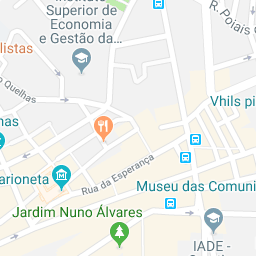 Superior de
Economia
e Gestão da...
R. Poiais G
alistas
o Quelhas
Vhils pi
nas
Rua da Esperança
arioneta
Museu das Comuni
Jardim Nuno Álvares
IADE -